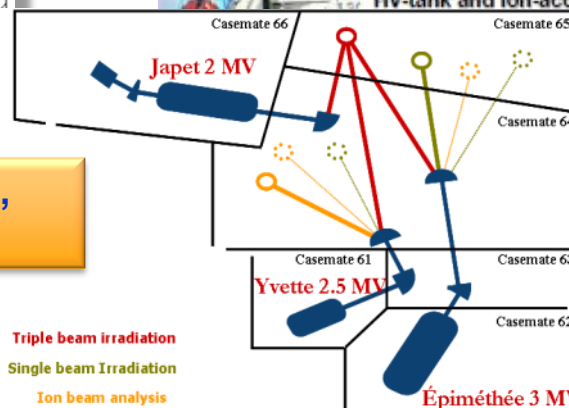 HV-tank and ion-acc
Casemate 66
Casemate 65
Japet 2 MV
Casemate 64
,
Casemate 61
Casemate 63
Yvette 2.5 MV
Casemate 62
Triple beam irradiation
Single beam Irradiation
Ion beam analysis
Épiméthée 3 MV